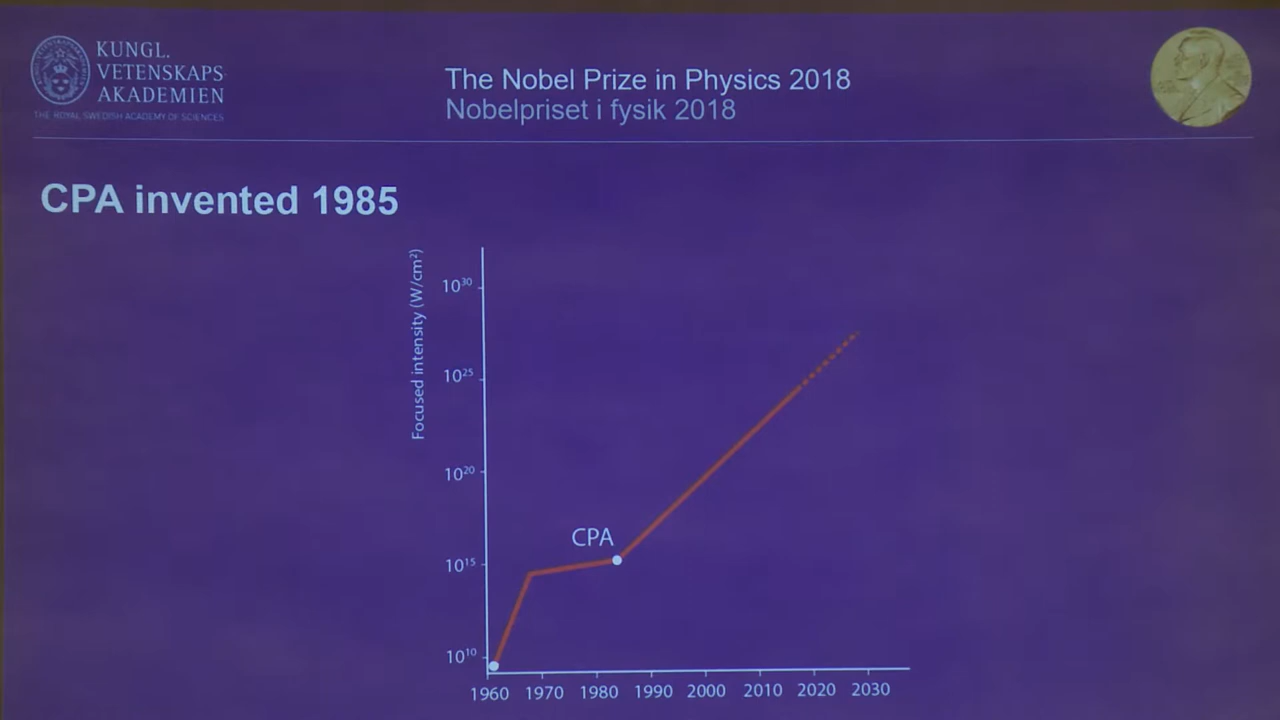 KUNGL.
VETENSKAPS
AKADEMIEN
THE ROYAL SWEDISH ACADEMY OF SCIENCES
The Nobel Prize in Physics 2018
Nobelpriset i fysik 2018
CPA invented 1985
Focused intensity (W/cm²)
10³⁰
10²⁵
10²⁰
10¹⁵
10¹⁰
CPA
1960 1970 1980 1990 2000 2010 2020 2030